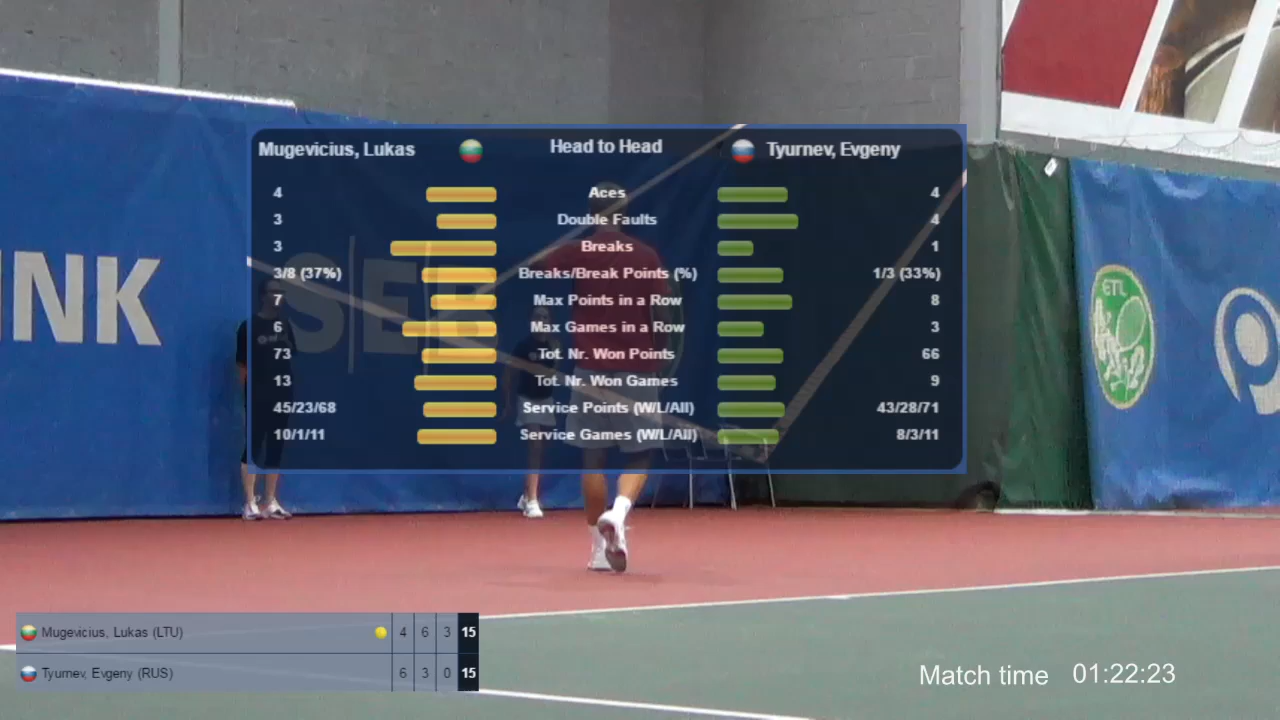 Mugevicius, Lukas Head to Head Tyurnev, Evgeny
4 Aces 4
3 Double Faults 4
3 Breaks 1
3/8 (37%) Breaks/Break Points (%) 1/3 (33%)
7 Max Points in a Row 8
6 Max Games in a Row 3
73 Tot. Nr. Won Points 66
13 Tot. Nr. Won Games 9
45/23/68 Service Points (W/L/All) 43/28/71
10/1/11 Service Games (W/L/All) 8/3/11
INK
SEB
ETL
Mugevicius, Lukas (LTU) 4 6 3 15
Tyurnev, Evgeny (RUS) 6 3 0 15
Match time 01:22:23